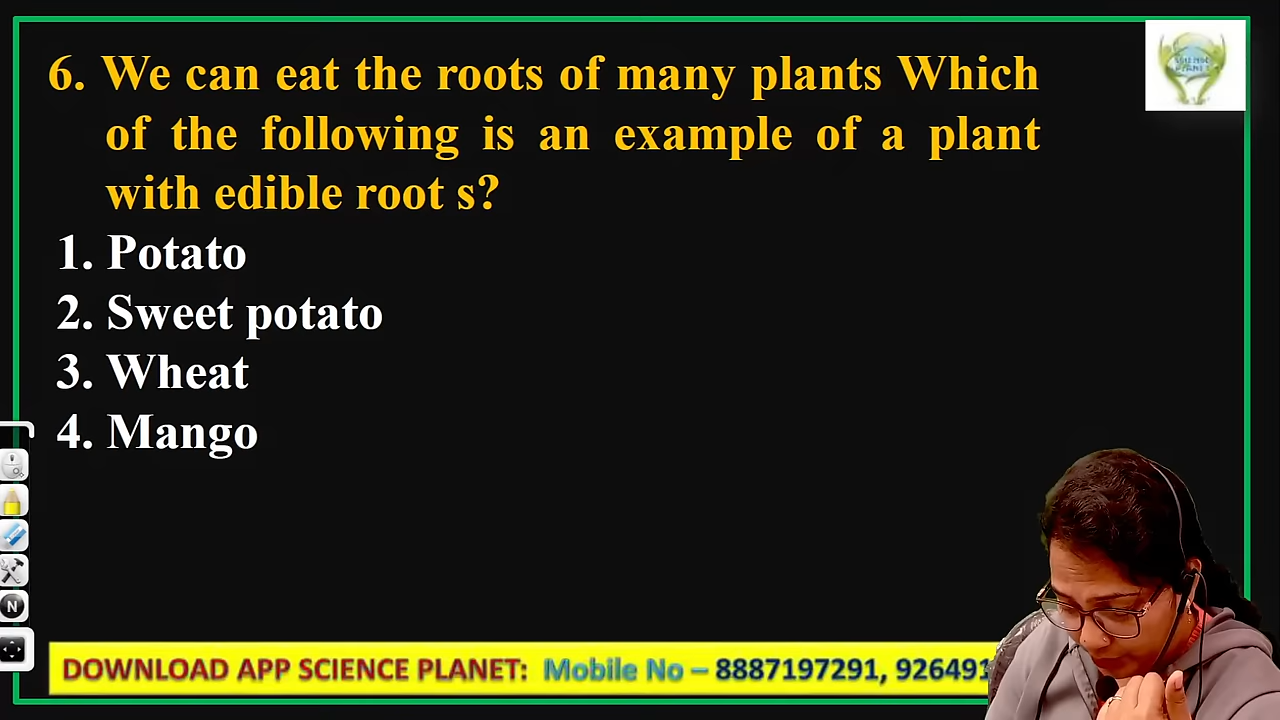 6. We can eat the roots of many plants Which
of the following is an example of a plant
with edible root s?
1. Potato
2. Sweet potato
3. Wheat
4. Mango
N
DOWNLOAD APP SCIENCE PLANET: Mobile No – 8887197291, 926491